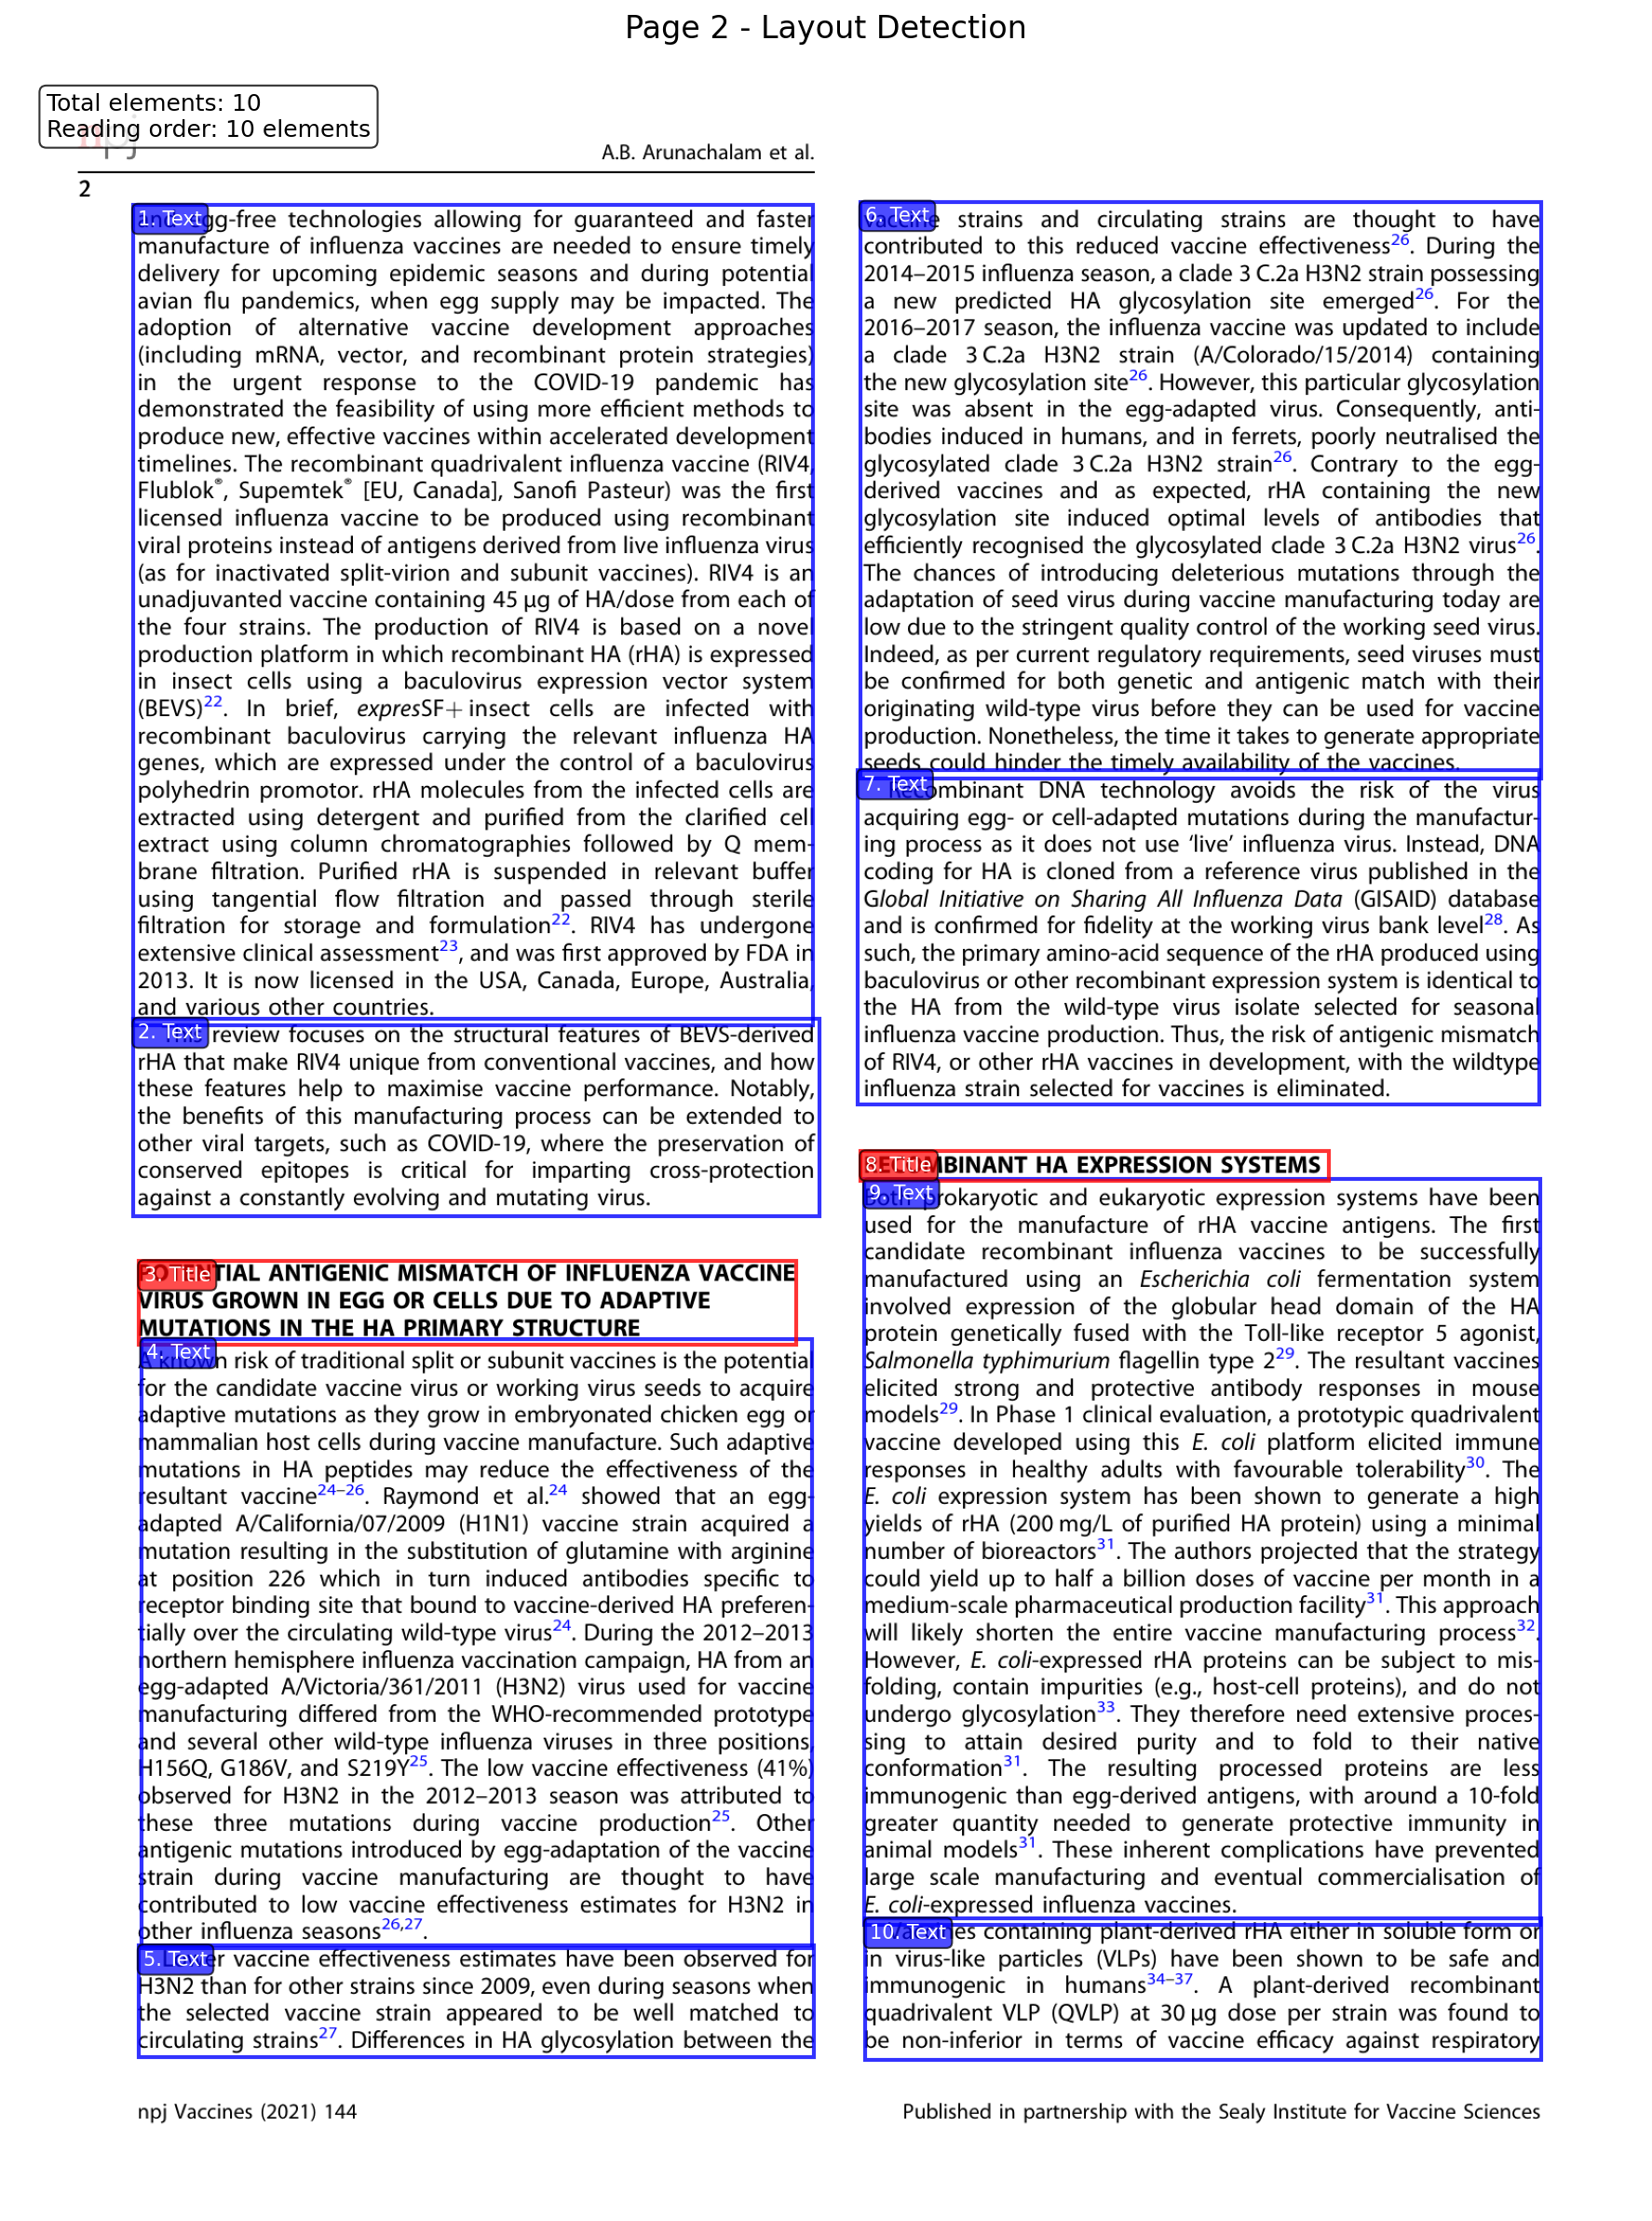 Page 2 - Layout Detection
Total elements: 10
Reading order: 10 elements
npj
A.B. Arunachalam et al.
2
1. Text egg-free technologies allowing for guaranteed and faster
manufacture of influenza vaccines are needed to ensure timely
delivery for upcoming epidemic seasons and during potential
avian flu pandemics, when egg supply may be impacted. The
adoption of alternative vaccine development approaches
(including mRNA, vector, and recombinant protein strategies)
in the urgent response to the COVID-19 pandemic has
demonstrated the feasibility of using more efficient methods to
produce new, effective vaccines within accelerated development
timelines. The recombinant quadrivalent influenza vaccine (RIV4,
Flublok®, Supemtek® [EU, Canada], Sanofi Pasteur) was the first
licensed influenza vaccine to be produced using recombinant
viral proteins instead of antigens derived from live influenza virus
(as for inactivated split-virion and subunit vaccines). RIV4 is an
unadjuvanted vaccine containing 45 µg of HA/dose from each of
the four strains. The production of RIV4 is based on a novel
production platform in which recombinant HA (rHA) is expressed
in insect cells using a baculovirus expression vector system
(BEVS)22. In brief, expresSF+ insect cells are infected with
recombinant baculovirus carrying the relevant influenza HA
genes, which are expressed under the control of a baculovirus
polyhedrin promotor. rHA molecules from the infected cells are
extracted using detergent and purified from the clarified cell
extract using column chromatographies followed by Q mem-
brane filtration. Purified rHA is suspended in relevant buffer
using tangential flow filtration and passed through sterile
filtration for storage and formulation22. RIV4 has undergone
extensive clinical assessment23, and was first approved by FDA in
2013. It is now licensed in the USA, Canada, Europe, Australia,
and various other countries.
2. Text This review focuses on the structural features of BEVS-derived
rHA that make RIV4 unique from conventional vaccines, and how
these features help to maximise vaccine performance. Notably,
the benefits of this manufacturing process can be extended to
other viral targets, such as COVID-19, where the preservation of
conserved epitopes is critical for imparting cross-protection
against a constantly evolving and mutating virus.
3. Title POTENTIAL ANTIGENIC MISMATCH OF INFLUENZA VACCINE
VIRUS GROWN IN EGG OR CELLS DUE TO ADAPTIVE
MUTATIONS IN THE HA PRIMARY STRUCTURE
4. Text A known risk of traditional split or subunit vaccines is the potential
for the candidate vaccine virus or working virus seeds to acquire
adaptive mutations as they grow in embryonated chicken egg or
mammalian host cells during vaccine manufacture. Such adaptive
mutations in HA peptides may reduce the effectiveness of the
resultant vaccine24–26. Raymond et al.24 showed that an egg-
adapted A/California/07/2009 (H1N1) vaccine strain acquired a
mutation resulting in the substitution of glutamine with arginine
at position 226 which in turn induced antibodies specific to
receptor binding site that bound to vaccine-derived HA preferen-
tially over the circulating wild-type virus24. During the 2012–2013
northern hemisphere influenza vaccination campaign, HA from an
egg-adapted A/Victoria/361/2011 (H3N2) virus used for vaccine
manufacturing differed from the WHO-recommended prototype
and several other wild-type influenza viruses in three positions,
H156Q, G186V, and S219Y25. The low vaccine effectiveness (41%)
observed for H3N2 in the 2012–2013 season was attributed to
these three mutations during vaccine production25. Other
antigenic mutations introduced by egg-adaptation of the vaccine
strain during vaccine manufacturing are thought to have
contributed to low vaccine effectiveness estimates for H3N2 in
other influenza seasons26,27.
5. Text Lower vaccine effectiveness estimates have been observed for
H3N2 than for other strains since 2009, even during seasons when
the selected vaccine strain appeared to be well matched to
circulating strains27. Differences in HA glycosylation between the
6. Text vaccine strains and circulating strains are thought to have
contributed to this reduced vaccine effectiveness26. During the
2014–2015 influenza season, a clade 3 C.2a H3N2 strain possessing
a new predicted HA glycosylation site emerged26. For the
2016–2017 season, the influenza vaccine was updated to include
a clade 3 C.2a H3N2 strain (A/Colorado/15/2014) containing
the new glycosylation site26. However, this particular glycosylation
site was absent in the egg-adapted virus. Consequently, anti-
bodies induced in humans, and in ferrets, poorly neutralised the
glycosylated clade 3 C.2a H3N2 strain26. Contrary to the egg-
derived vaccines and as expected, rHA containing the new
glycosylation site induced optimal levels of antibodies that
efficiently recognised the glycosylated clade 3 C.2a H3N2 virus26.
The chances of introducing deleterious mutations through the
adaptation of seed virus during vaccine manufacturing today are
low due to the stringent quality control of the working seed virus.
Indeed, as per current regulatory requirements, seed viruses must
be confirmed for both genetic and antigenic match with their
originating wild-type virus before they can be used for vaccine
production. Nonetheless, the time it takes to generate appropriate
seeds could hinder the timely availability of the vaccines.
7. Text Recombinant DNA technology avoids the risk of the virus
acquiring egg- or cell-adapted mutations during the manufactur-
ing process as it does not use ‘live’ influenza virus. Instead, DNA
coding for HA is cloned from a reference virus published in the
Global Initiative on Sharing All Influenza Data (GISAID) database
and is confirmed for fidelity at the working virus bank level28. As
such, the primary amino-acid sequence of the rHA produced using
baculovirus or other recombinant expression system is identical to
the HA from the wild-type virus isolate selected for seasonal
influenza vaccine production. Thus, the risk of antigenic mismatch
of RIV4, or other rHA vaccines in development, with the wildtype
influenza strain selected for vaccines is eliminated.
8. Title RECOMBINANT HA EXPRESSION SYSTEMS
9. Text Both prokaryotic and eukaryotic expression systems have been
used for the manufacture of rHA vaccine antigens. The first
candidate recombinant influenza vaccines to be successfully
manufactured using an Escherichia coli fermentation system
involved expression of the globular head domain of the HA
protein genetically fused with the Toll-like receptor 5 agonist,
Salmonella typhimurium flagellin type 229. The resultant vaccines
elicited strong and protective antibody responses in mouse
models29. In Phase 1 clinical evaluation, a prototypic quadrivalent
vaccine developed using this E. coli platform elicited immune
responses in healthy adults with favourable tolerability30. The
E. coli expression system has been shown to generate a high
yields of rHA (200 mg/L of purified HA protein) using a minimal
number of bioreactors31. The authors projected that the strategy
could yield up to half a billion doses of vaccine per month in a
medium-scale pharmaceutical production facility31. This approach
will likely shorten the entire vaccine manufacturing process32.
However, E. coli-expressed rHA proteins can be subject to mis-
folding, contain impurities (e.g., host-cell proteins), and do not
undergo glycosylation33. They therefore need extensive proces-
sing to attain desired purity and to fold to their native
conformation31. The resulting processed proteins are less
immunogenic than egg-derived antigens, with around a 10-fold
greater quantity needed to generate protective immunity in
animal models31. These inherent complications have prevented
large scale manufacturing and eventual commercialisation of
E. coli-expressed influenza vaccines.
10. Text Vaccines containing plant-derived rHA either in soluble form or
in virus-like particles (VLPs) have been shown to be safe and
immunogenic in humans34–37. A plant-derived recombinant
quadrivalent VLP (QVLP) at 30 µg dose per strain was found to
be non-inferior in terms of vaccine efficacy against respiratory
npj Vaccines (2021) 144
Published in partnership with the Sealy Institute for Vaccine Sciences